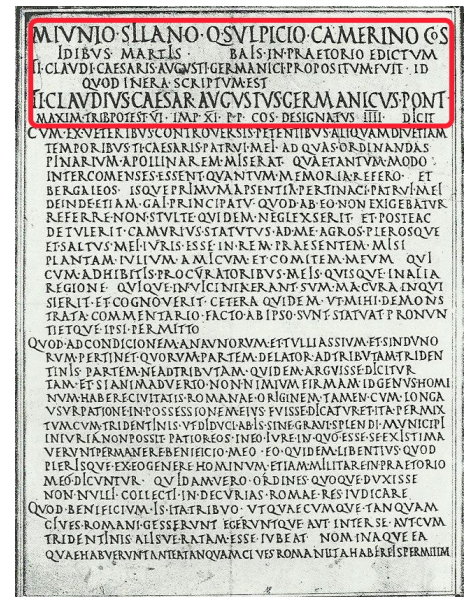 M·IVNIO·SILANO·Q·SVLPICIO·CAMERINO·COS
IDIBVS·MARTIS· BAIS·IN·PRAETORIO·EDICTVM
TI·CLAVDI·CAESARIS·AVGVSTI·GERMANICI·PROPOSITVM·FVIT·ID
QVOD·INFRA·SCRIPTVM·EST
TI·CLAVDIVS·CAESAR·AVGVSTVS·GERMANICVS·PONT·
MAXIM·TRIB·POTEST·VI· IMP·XI· P·P· COS·DESIGNATVS IIII· DICIT
CVM·EX·VETERIBVS·CONTROVERSIS·PETENTIBVS·ALIQVAMDIV·ETIAM
TEMPORIBVS·TI·CAESARIS·PATRVI·MEI· AD·QVAS·ORDINANDAS
PINARIVM·APOLLINAREM·MISERAT· QVAE·TANTVM·MODO
INTER·COMENSES·ESSENT·QVANTVM·MEMORIA·REFERO· ET
BERGALEOS· ISQVE·PRIMVM·APSENTIA·PERTINACI·PATRVI·MEI
DEINDE·ETIAM·GAI·PRINCIPATV· QVOD·AB·EO·NON·EXIGEBATVR
REFERRE·NON·STVLTE·QVIDEM·NEGLEXSERIT· ET·POSTEAC
DETVLERIT·CAMVRIVS·STATVTVS·AD·ME·AGROS·PLEROSQVE
ET·SALTVS·MEI·IVRIS·ESSE·IN·REM·PRAESENTEM·MISI
PLANTAM·IVLIVM·AMICVM·ET·COMITEM·MEVM QVI
CVM·ADHIBITIS·PROCVRATORIBVS·MEIS·QVISQVE·IN·ALIA
REGIONE· QVIQVE·IN·VICINIA·ERANT·SVMMA·CVRA·INQVI
SIERIT·ET·COGNOVERIT· CETERA·QVIDEM·VT·MIHI·DEMONS
TRATA·COMMENTARIO·FACTO·AB·IPSO·SVNT·STATVAT·PRONVN
TIETQVE·IPSI·PERMITTO
QVOD·AD·CONDICIONEM·ANAVNORVM·ET·TVLLIASSIVM·ET·SINDVNO
RVM·PERTINET·QVORVM·PARTEM·DELATOR·ADTRIBVTAM·TRIDEN
TINIS· PARTEM·NE·ADTRIBVTAM·QVIDEM·ARGVISSE·DICITVR
TAM·ET·SI·ANIMADVERTO·NON·NIMIVM·FIRMAM·ID·GENVS·HOMI
NVM·HABERE·CIVITATIS·ROMANAE·ORIGINEM·TAMEN·CVM·LONGA
VSVRPATIONE·IN·POSSESSIONEM·EIVS·FVISSE·DICATVR·ET·ITA·PERMIX
TVM·CVM·TRIDENTINIS· VT·DIDVCI·AB·IS·SINE·GRAVI·SPLENDI·MVNICIPI
INIVRIA·NON·POSSIT·PATIOR·EOS·IN·EO·IVRE·IN·QVO·ESSE·SE·EXISTIMA
VERVNT·PERMANERE·BENEFICIO·MEO· EO·QVIDEM·LIBENTIVS·QVOD
PLERISQVE·EX·EO·GENERE·HOMINVM·ETIAM·MILITARE·IN·PRAETORIO
MEO·DICVNTVR· QVIDAM·VERO·ORDINES·QVOQVE·DVXISSE
NON·NVLLI·COLLECTI·IN·DECVRIAS·ROMAE·RES·IVDICARE
QVOD·BENIFICIVM·IS·ITA·TRIBVO· VT·QVAECVMQVE·TANQVAM
CIVES·ROMANI·GESSERVNT·EGERVNTQVE· AVT·INTER·SE·AVT·CVM
TRIDENTINIS·ALISVE·RATAM·ESSE·IVBEAT· NOMINAQVE·EA
QVAE·HABVERVNT·ANTEA·TANQVAM·CIVES·ROMANI·ITA·HABERE·IS·PERMITTAM